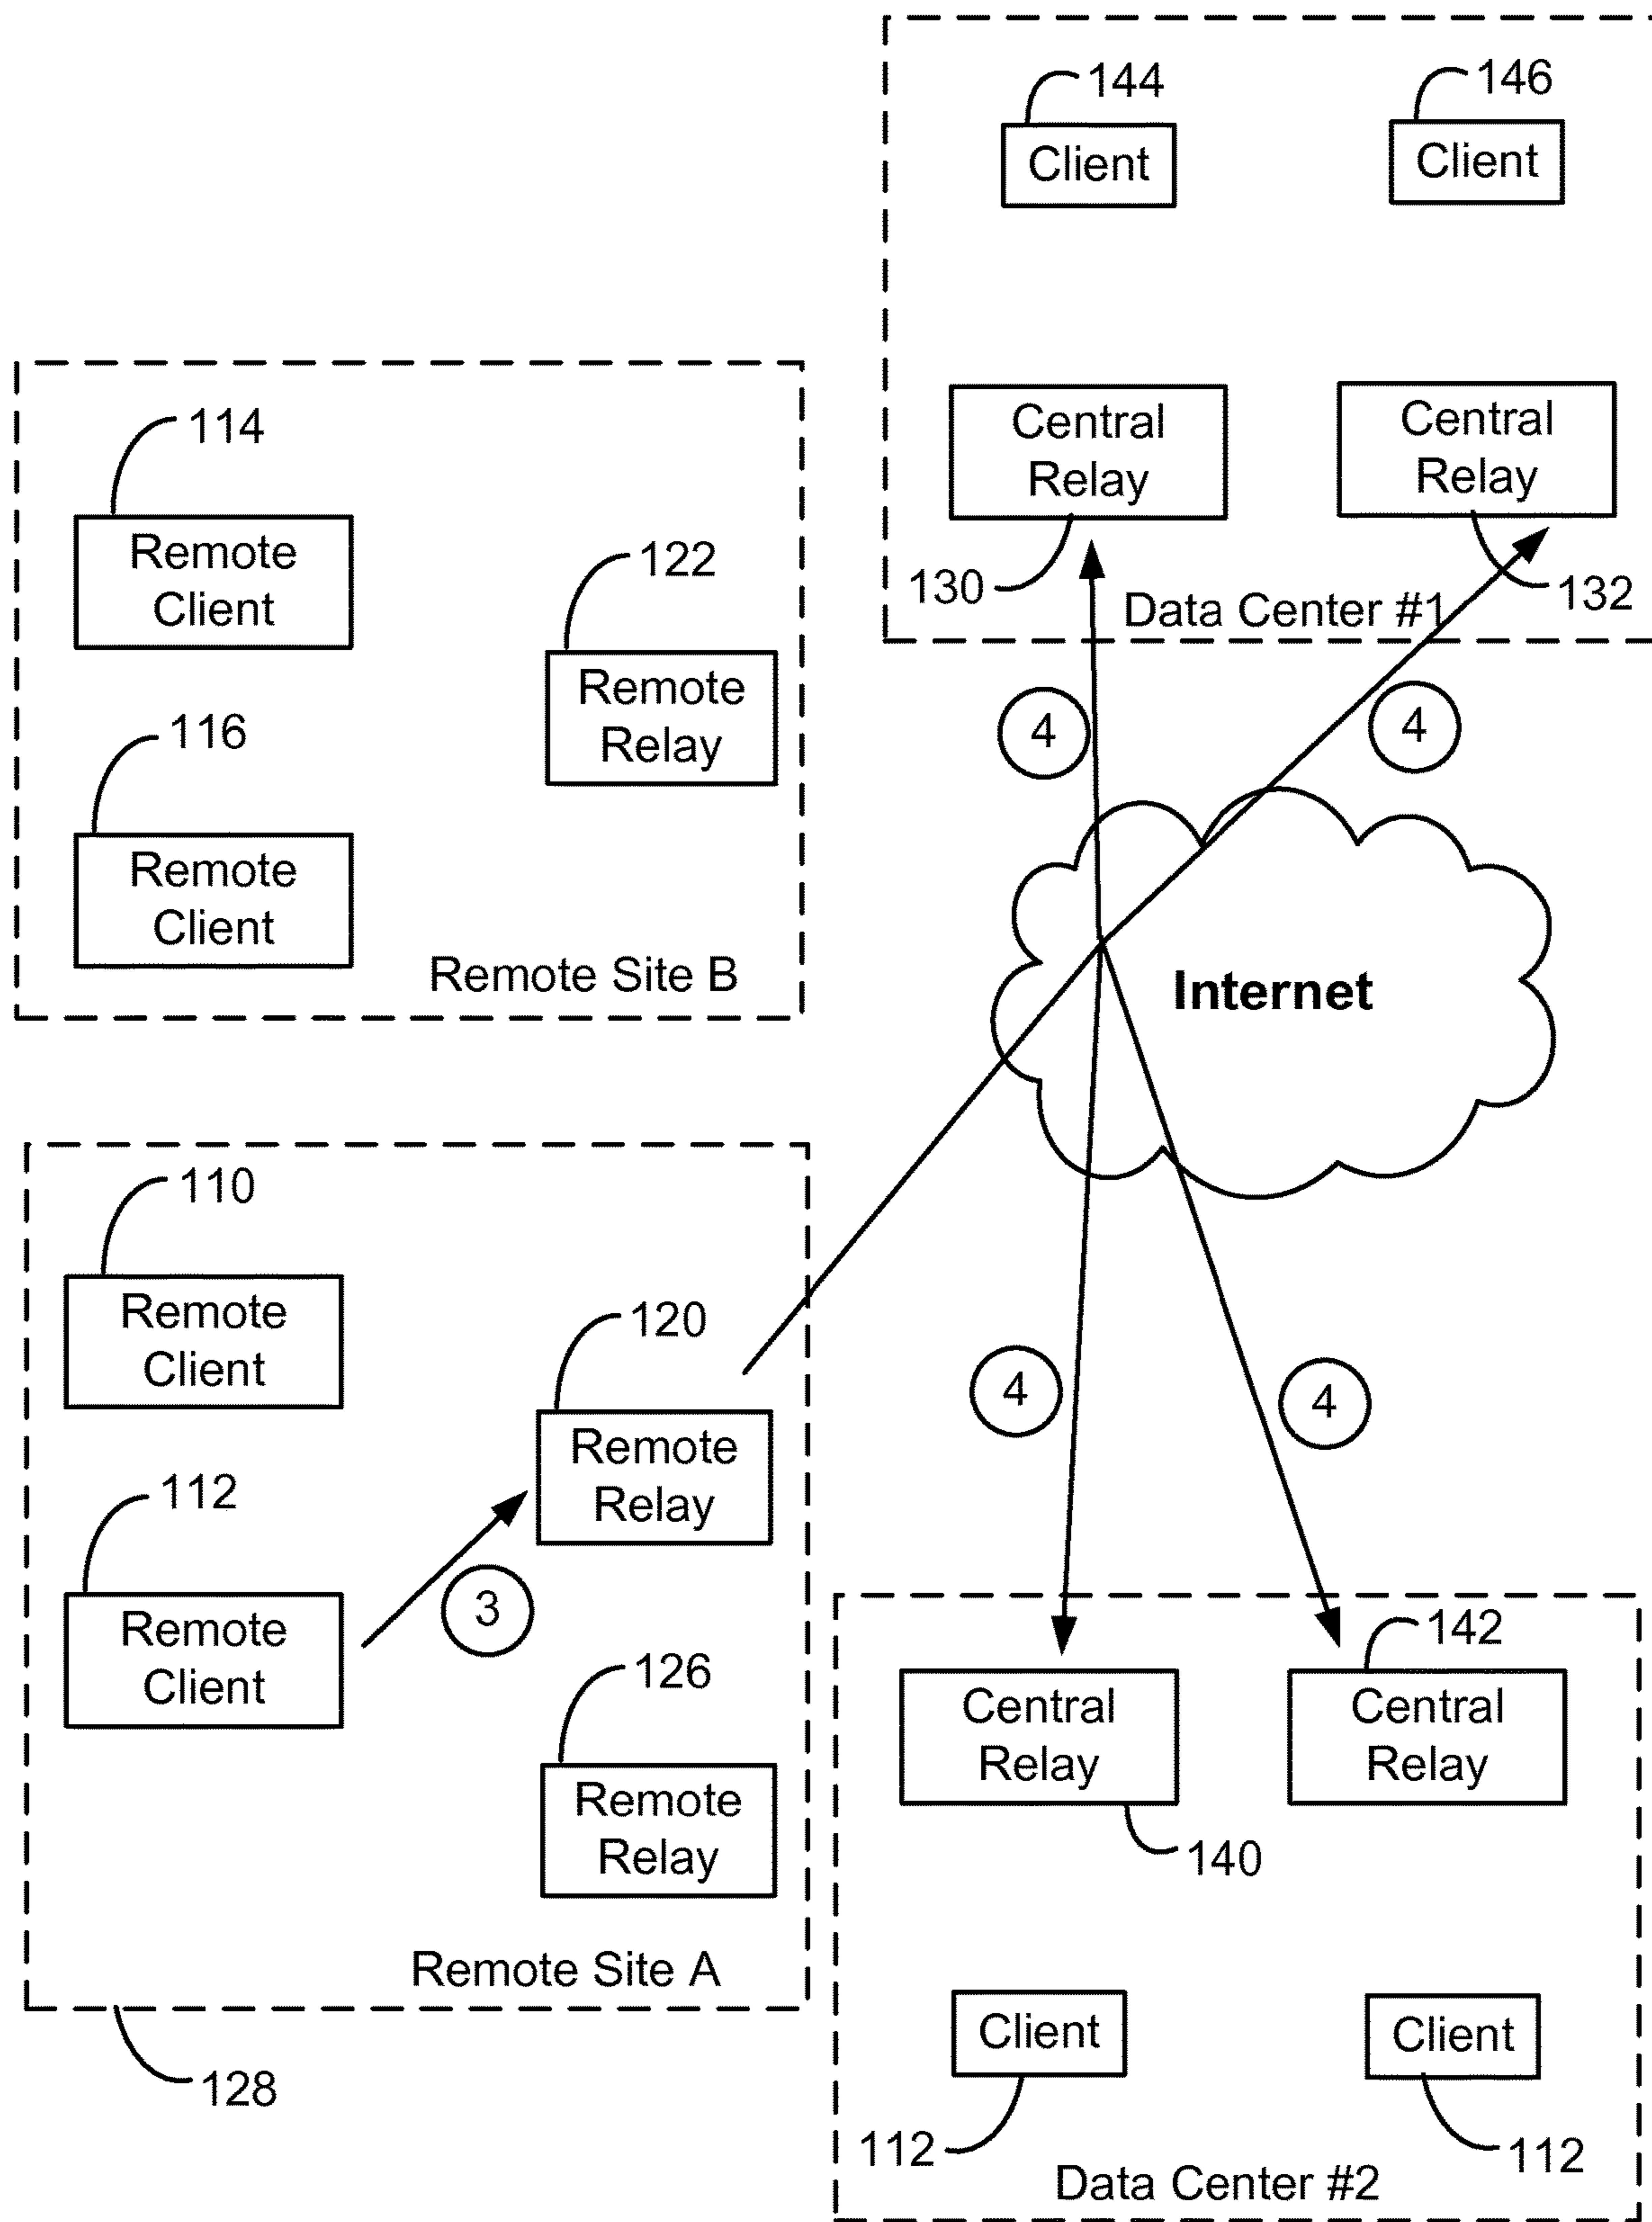 144
146
Client
Client
Central
Relay
Central
Relay
130
132
Data Center #1
114
Remote
Client
122
Remote
Relay
116
Remote
Client
Remote Site B
4
4
Internet
110
Remote
Client
120
Remote
Relay
112
Remote
Client
3
126
Remote
Relay
Remote Site A
128
4
4
142
Central
Relay
Central
Relay
140
Client
Client
112
112
Data Center #2